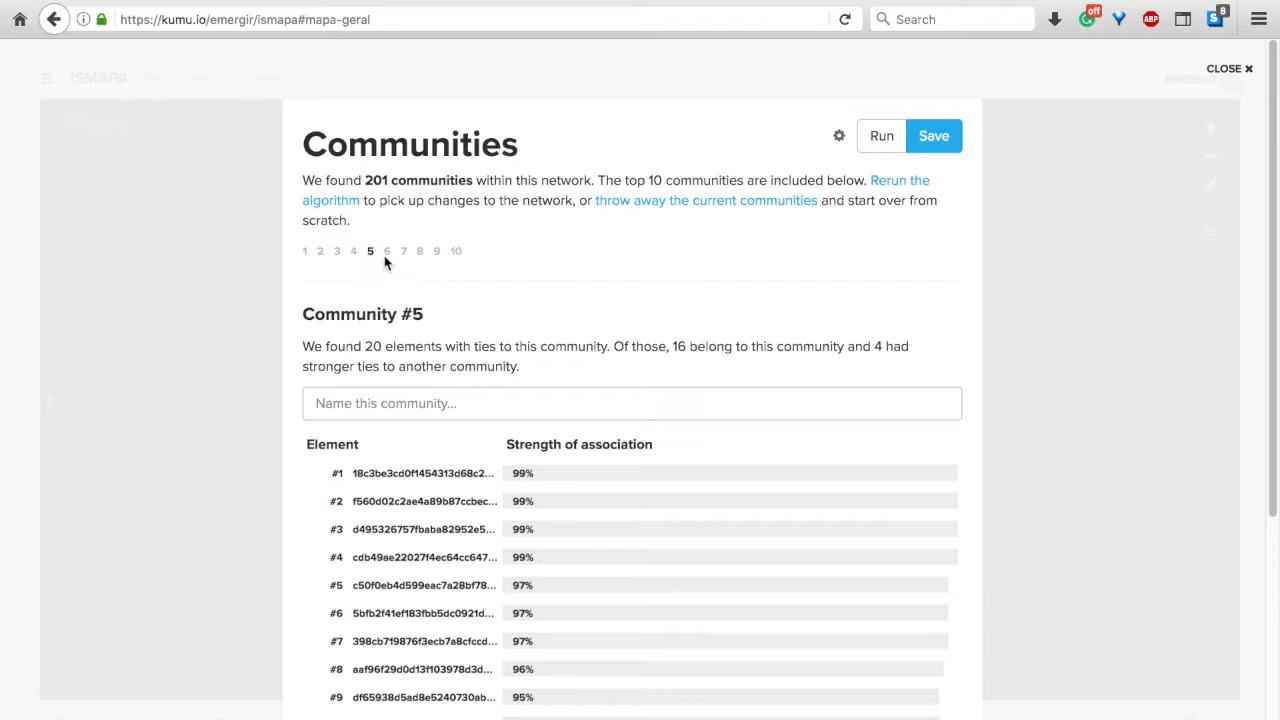 https://kumu.io/emergir/ismapa#mapa-geral
Search
off
ABP
8
CLOSE ✖
ISMAPA
Communities
Run
Save
We found 201 communities within this network. The top 10 communities are included below. Rerun the
algorithm to pick up changes to the network, or throw away the current communities and start over from
scratch.
1 2 3 4 5 6 7 8 9 10
Community #5
We found 20 elements with ties to this community. Of those, 16 belong to this community and 4 had
stronger ties to another community.
Name this community...
Element Strength of association
#1 18c3be3cd0f1454313d68c2... 99%
#2 f560d02c2ae4a89b87ccbec... 99%
#3 d495326757fbaba82952e5... 99%
#4 cdb49ae22027f4ec64cc647... 99%
#5 c50f0eb4d599eac7a28bf78... 97%
#6 5bfb2f41ef183fbb5dc0921d... 97%
#7 398cb719876f3ecb7a8cfccd... 97%
#8 aaf96f29d0d13f103978d3d... 96%
#9 df65938d5ad8e5240730ab... 95%